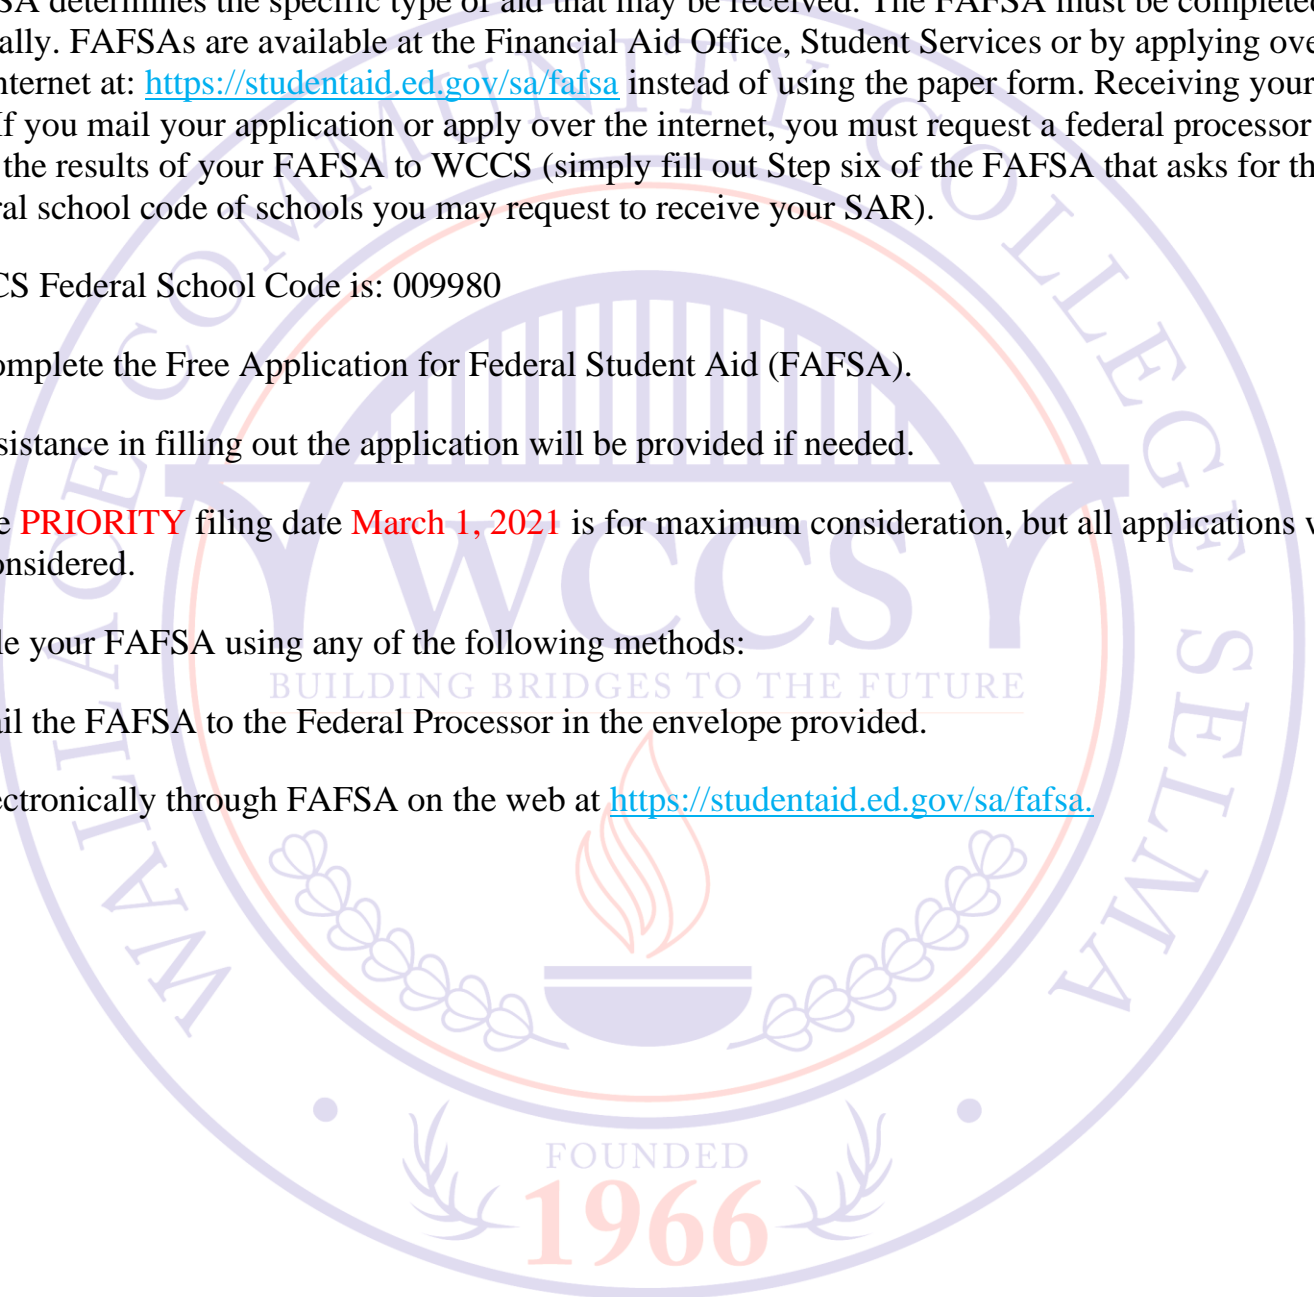 SA determines the specific type of aid that may be received. The FAFSA must be completed
ally. FAFSAs are available at the Financial Aid Office, Student Services or by applying ove
nternet at: https://studentaid.ed.gov/sa/fafsa instead of using the paper form. Receiving your
If you mail your application or apply over the internet, you must request a federal processor
the results of your FAFSA to WCCS (simply fill out Step six of the FAFSA that asks for th
ral school code of schools you may request to receive your SAR).
CS Federal School Code is: 009980
omplete the Free Application for Federal Student Aid (FAFSA).
sistance in filling out the application will be provided if needed.
e PRIORITY filing date March 1, 2021 is for maximum consideration, but all applications w
onsidered.
le your FAFSA using any of the following methods:
ail the FAFSA to the Federal Processor in the envelope provided.
ectronically through FAFSA on the web at https://studentaid.ed.gov/sa/fafsa.
WALLACE COMMUNITY COLLEGE SELMA
WCCS
BUILDING BRIDGES TO THE FUTURE
FOUNDED
1966